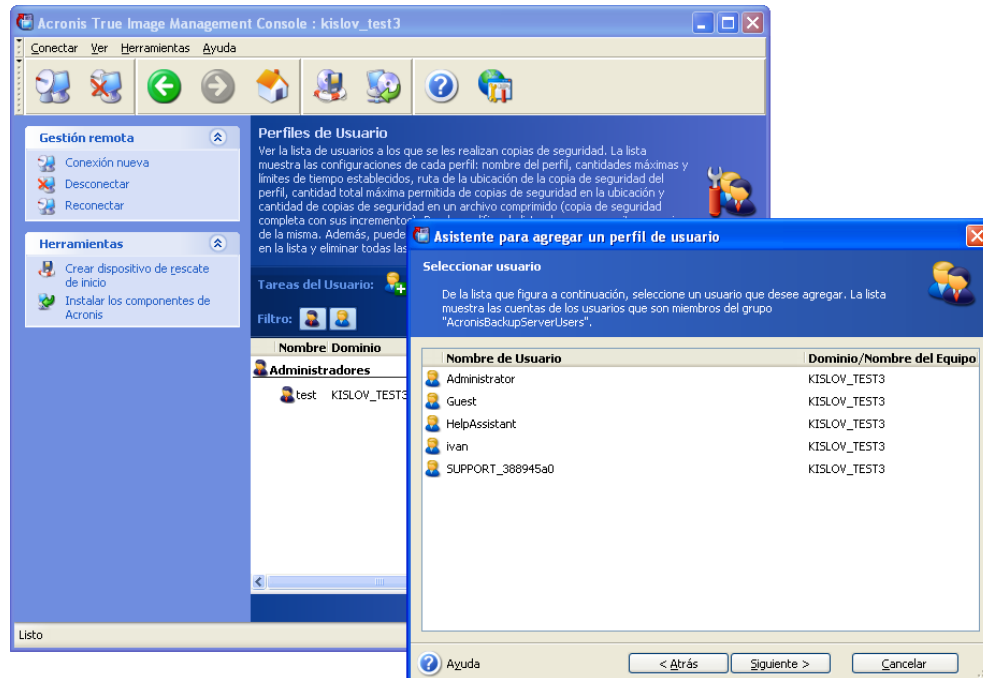 Acronis True Image Management Console : kislov_test3
Conectar Ver Herramientas Ayuda
Gestión remota
Conexión nueva
Desconectar
Reconectar
Herramientas
Crear dispositivo de rescate
de inicio
Instalar los componentes de
Acronis
Perfiles de Usuario
Ver la lista de usuarios a los que se les realizan copias de seguridad. La lista
muestra las configuraciones de cada perfil: nombre del perfil, cantidades máximas y
límites de tiempo establecidos, ruta de la ubicación de la copia de seguridad del
perfil, cantidad total máxima permitida de copias de seguridad en la ubicación y
cantidad de copias de seguridad en un archivo comprimido (copia de seguridad
completa con sus incrementos).
de la misma. Además, puede
en la lista y eliminar todas las
Tareas del Usuario:
Filtro:
Nombre Dominio
Administradores
test KISLOV_TEST3
Listo
Asistente para agregar un perfil de usuario
Seleccionar usuario
De la lista que figura a continuación, seleccione un usuario que desee agregar. La lista
muestra las cuentas de los usuarios que son miembros del grupo
"AcronisBackupServerUsers".
Nombre de Usuario Dominio/Nombre del Equipo
Administrator KISLOV_TEST3
Guest KISLOV_TEST3
HelpAssistant KISLOV_TEST3
ivan KISLOV_TEST3
SUPPORT_388945a0 KISLOV_TEST3
Ayuda < Atrás Siguiente > Cancelar